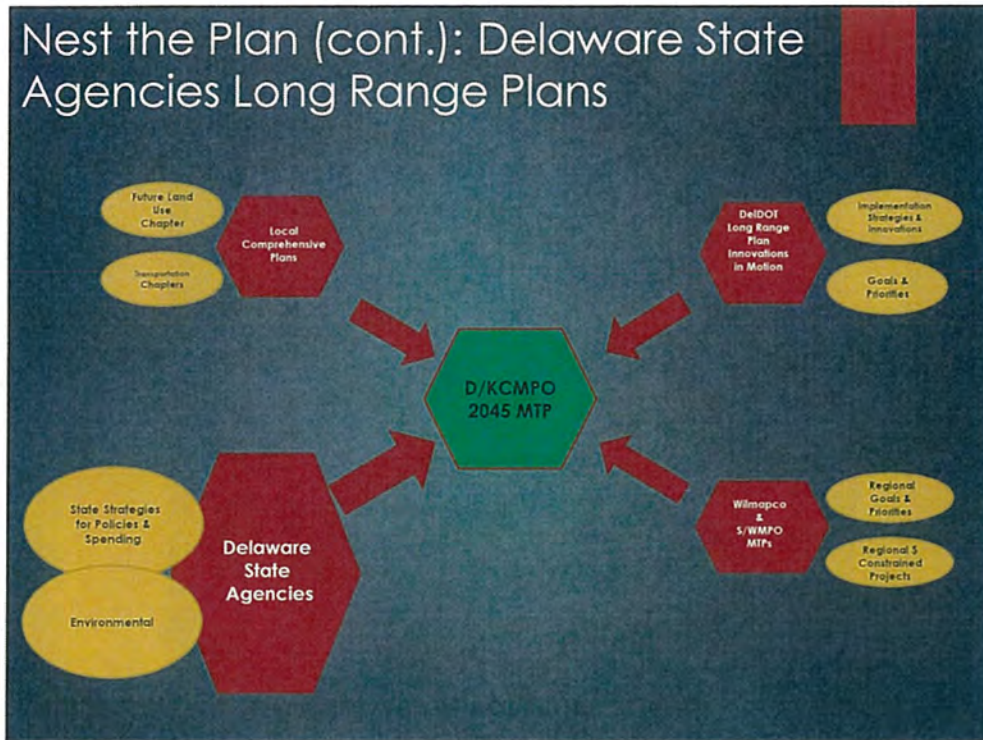 Nest the Plan (cont.): Delaware State
Agencies Long Range Plans
Future Land
Use
Chapter
Transportation
Chapters
Local
Comprehensive
Plans
DelDOT
Long Range
Plan
Innovations
in Motion
Implementation
Strategies &
Innovations
Goals &
Priorities
D/KCMPO
2045 MTP
State Strategies
for Policies &
Spending
Environmental
Delaware
State
Agencies
Wilmapco
&
S/WMPO
MTPs
Regional
Goals &
Priorities
Regional $
Constrained
Projects